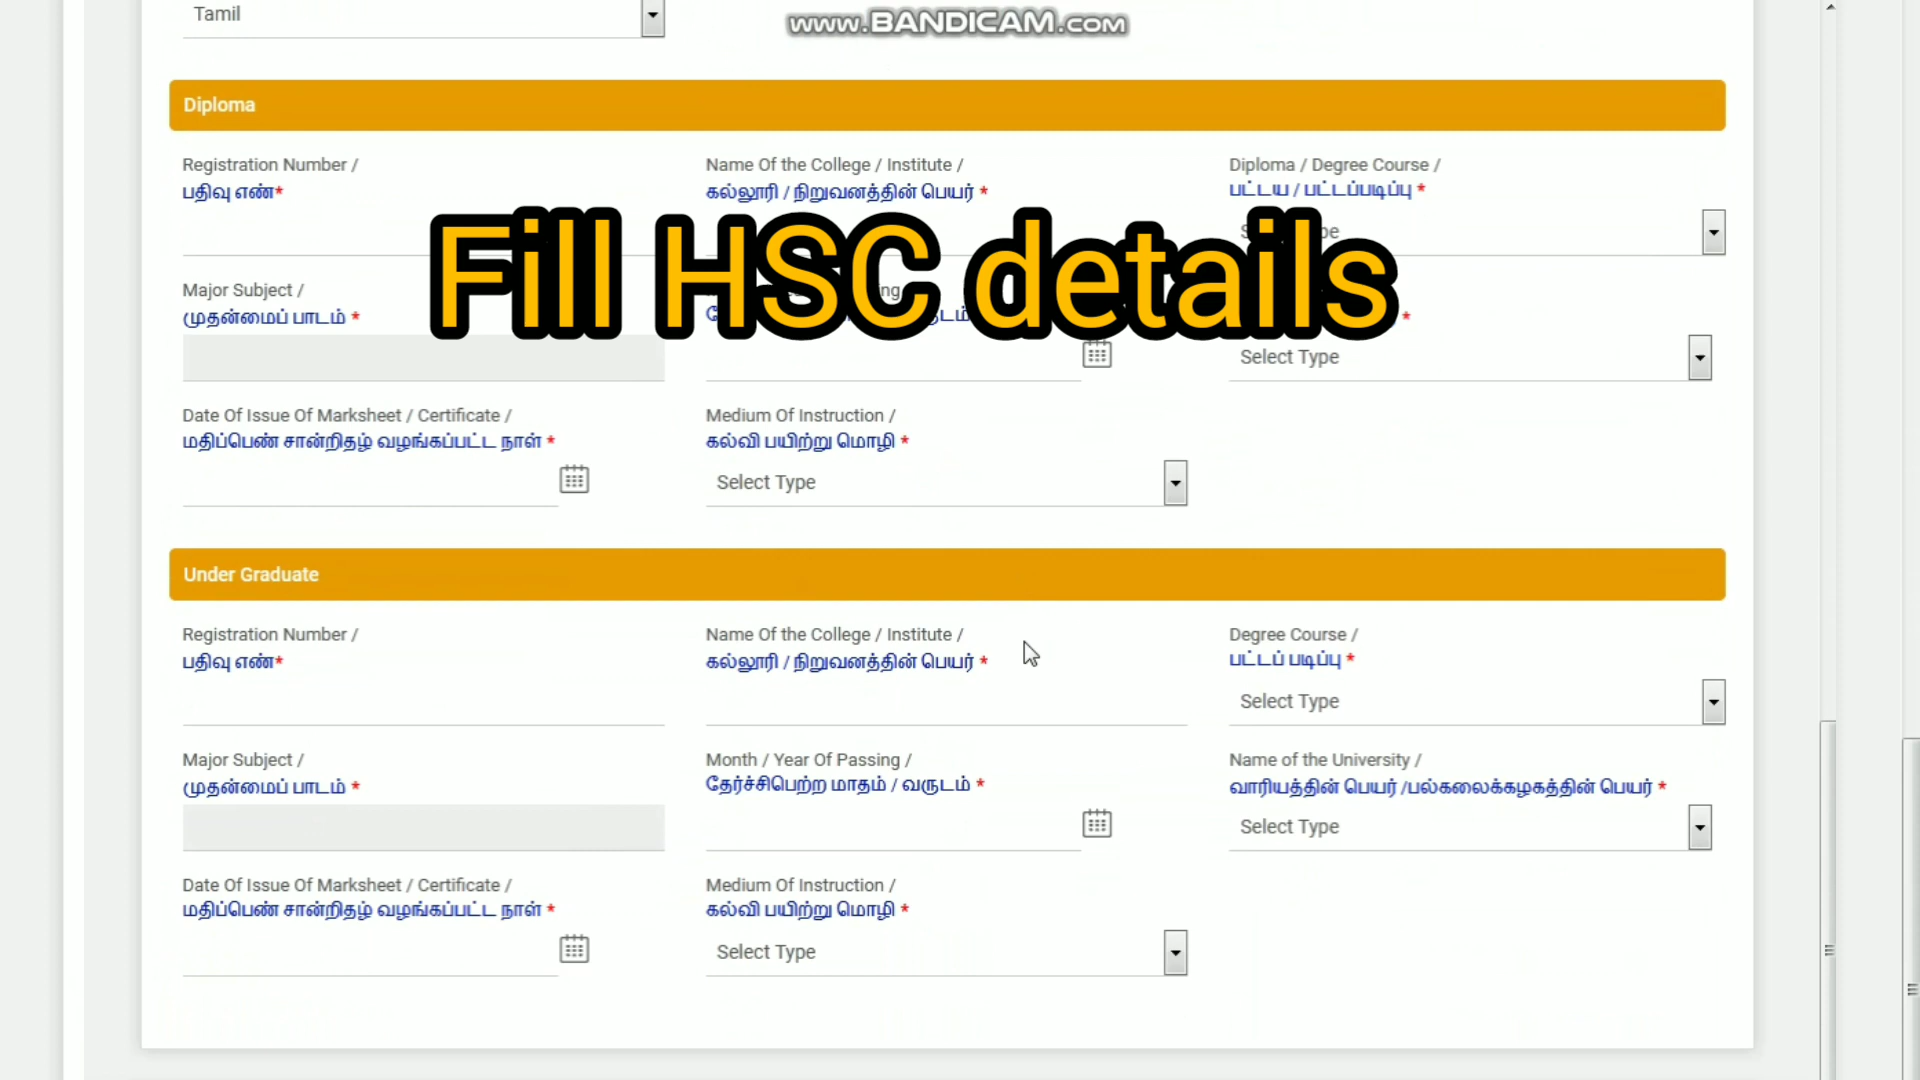 Tamil
www.BANDICAM.com
Diploma
Registration Number /
பதிவு எண்*
Name Of the College / Institute /
கல்லூரி / நிறுவனத்தின் பெயர் *
Diploma / Degree Course /
பட்டய / பட்டப்படிப்பு *
Fill HSC details
Major Subject /
முதன்மைப் பாடம் *
*
Select Type
Date Of Issue Of Marksheet / Certificate /
மதிப்பெண் சான்றிதழ் வழங்கப்பட்ட நாள் *
Medium Of Instruction /
கல்வி பயிற்று மொழி *
Select Type
Under Graduate
Registration Number /
பதிவு எண்*
Name Of the College / Institute /
கல்லூரி / நிறுவனத்தின் பெயர் *
Degree Course /
பட்டப் படிப்பு *
Select Type
Major Subject /
முதன்மைப் பாடம் *
Month / Year Of Passing /
தேர்ச்சிபெற்ற மாதம் / வருடம் *
Name of the University /
வாரியத்தின் பெயர் /பல்கலைக்கழகத்தின் பெயர் *
Select Type
Date Of Issue Of Marksheet / Certificate /
மதிப்பெண் சான்றிதழ் வழங்கப்பட்ட நாள் *
Medium Of Instruction /
கல்வி பயிற்று மொழி *
Select Type